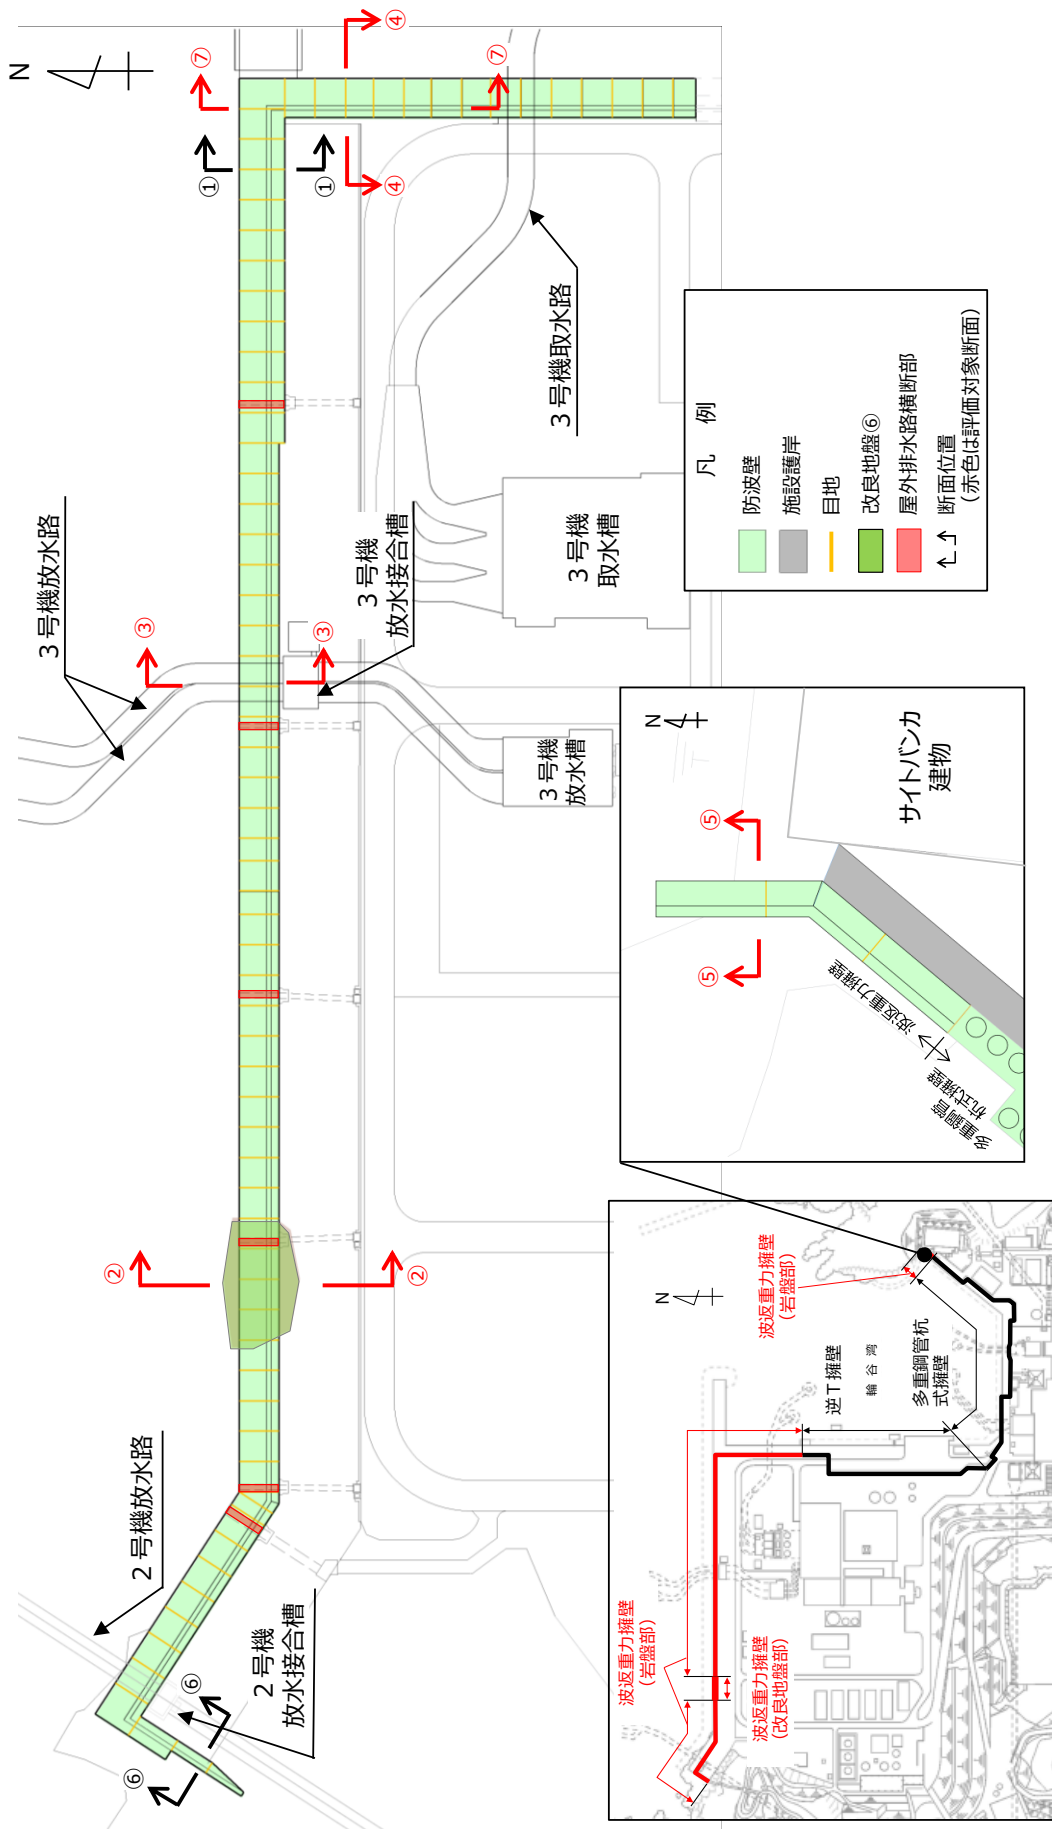 N
2号機放水路
2号機
放水接合槽
3号機放水路
3号機
放水接合槽
3号機
放水槽
3号機
取水槽
3号機取水路
⑥
⑥
②
②
③
③
①
①
⑦
⑦
④
④
凡 例
防波壁
施設護岸
目地
改良地盤⑥
屋外排水路横断部
断面位置
(赤色は評価対象断面)
N
サイトバンカ
建物
⑤
⑤
波返重力擁壁
多重鋼管
杭式擁壁
N
波返重力擁壁
(岩盤部)
波返重力擁壁
(改良地盤部)
波返重力擁壁
(岩盤部)
逆T擁壁
輪谷湾
多重鋼管杭
式擁壁